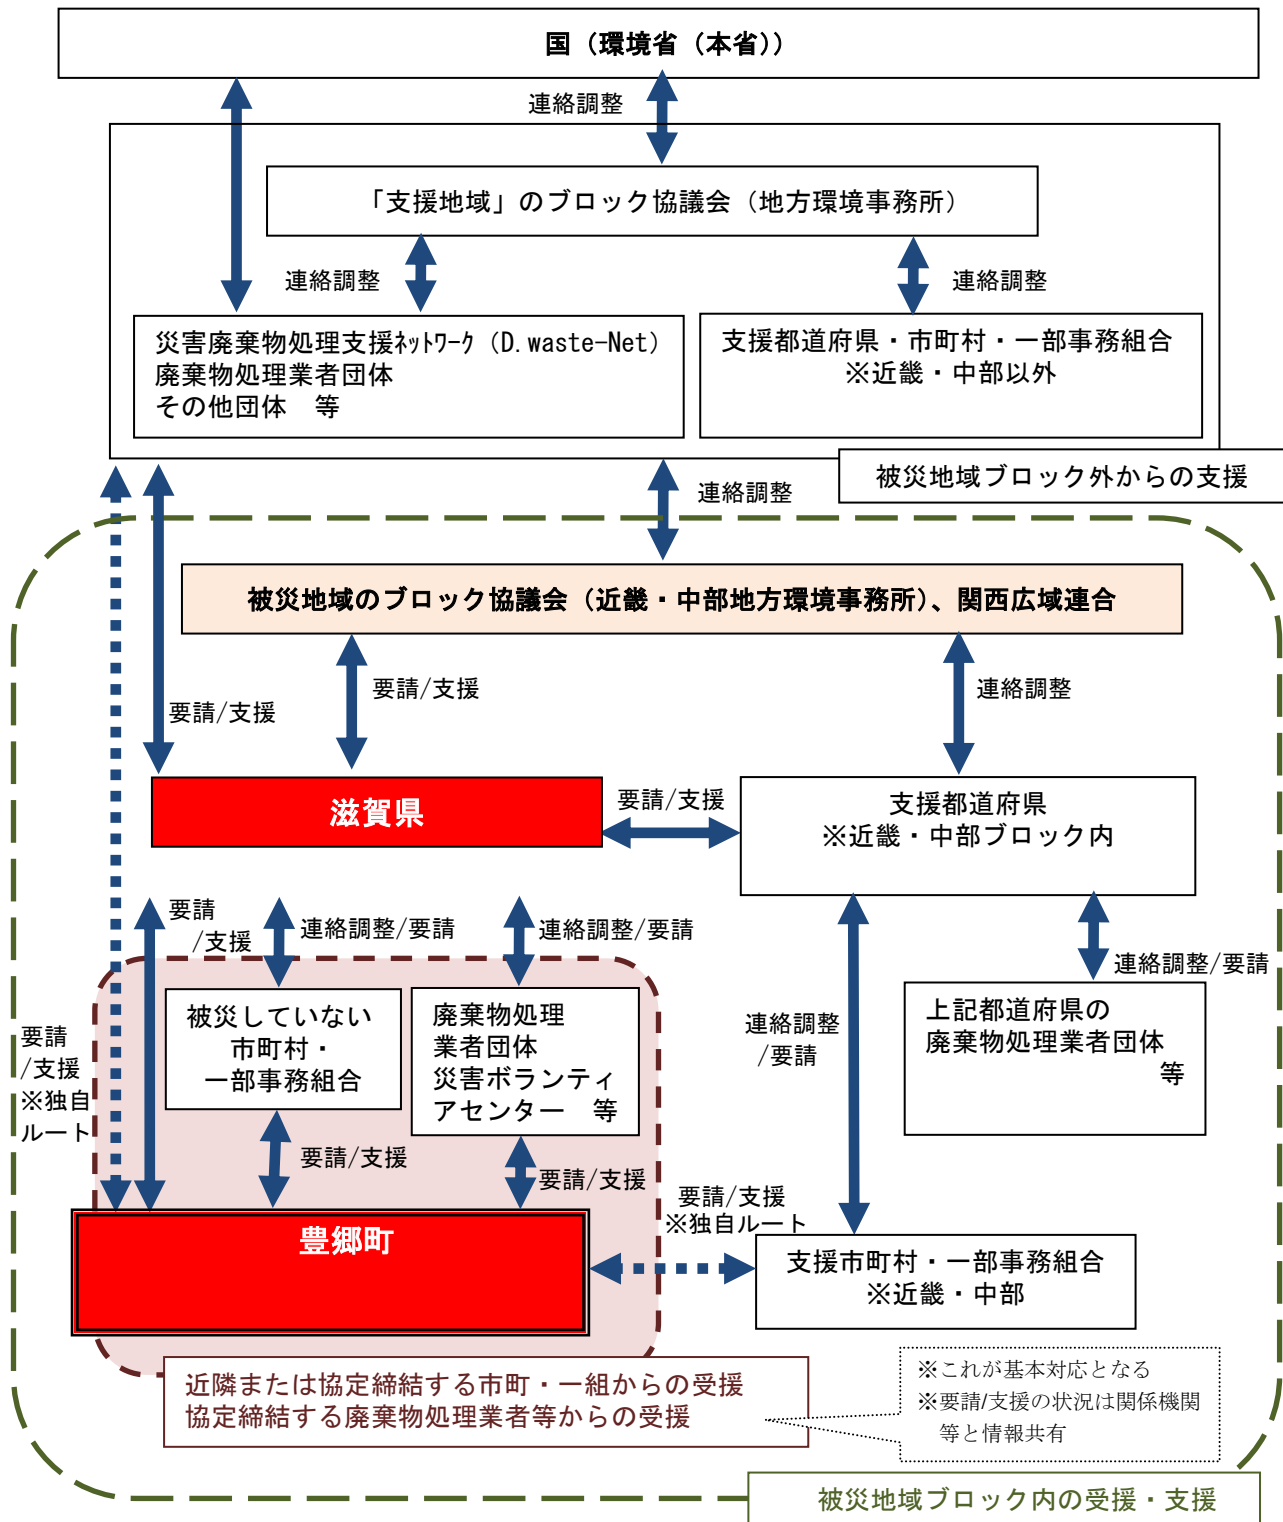 国（環境省（本省））
連絡調整
「支援地域」のブロック協議会（地方環境事務所）
連絡調整
連絡調整
災害廃棄物処理支援ﾈｯﾄﾜｰｸ（D.waste-Net）
廃棄物処理業者団体
その他団体　等
支援都道府県・市町村・一部事務組合
※近畿・中部以外
被災地域ブロック外からの支援
連絡調整
被災地域のブロック協議会（近畿・中部地方環境事務所）、関西広域連合
要請/支援
要請/支援
連絡調整
滋賀県
要請/支援
支援都道府県
※近畿・中部ブロック内
要請
/支援
連絡調整/要請
連絡調整/要請
連絡調整/要請
被災していない
市町村・
一部事務組合
廃棄物処理
業者団体
災害ボランティ
アセンター　等
連絡調整
/要請
上記都道府県の
廃棄物処理業者団体
等
要請
/支援
※独自
ルート
要請/支援
要請/支援
要請/支援
※独自ルート
豊郷町
支援市町村・一部事務組合
※近畿・中部
近隣または協定締結する市町・一組からの受援
協定締結する廃棄物処理業者等からの受援
※これが基本対応となる
※要請/支援の状況は関係機関
等と情報共有
被災地域ブロック内の受援・支援